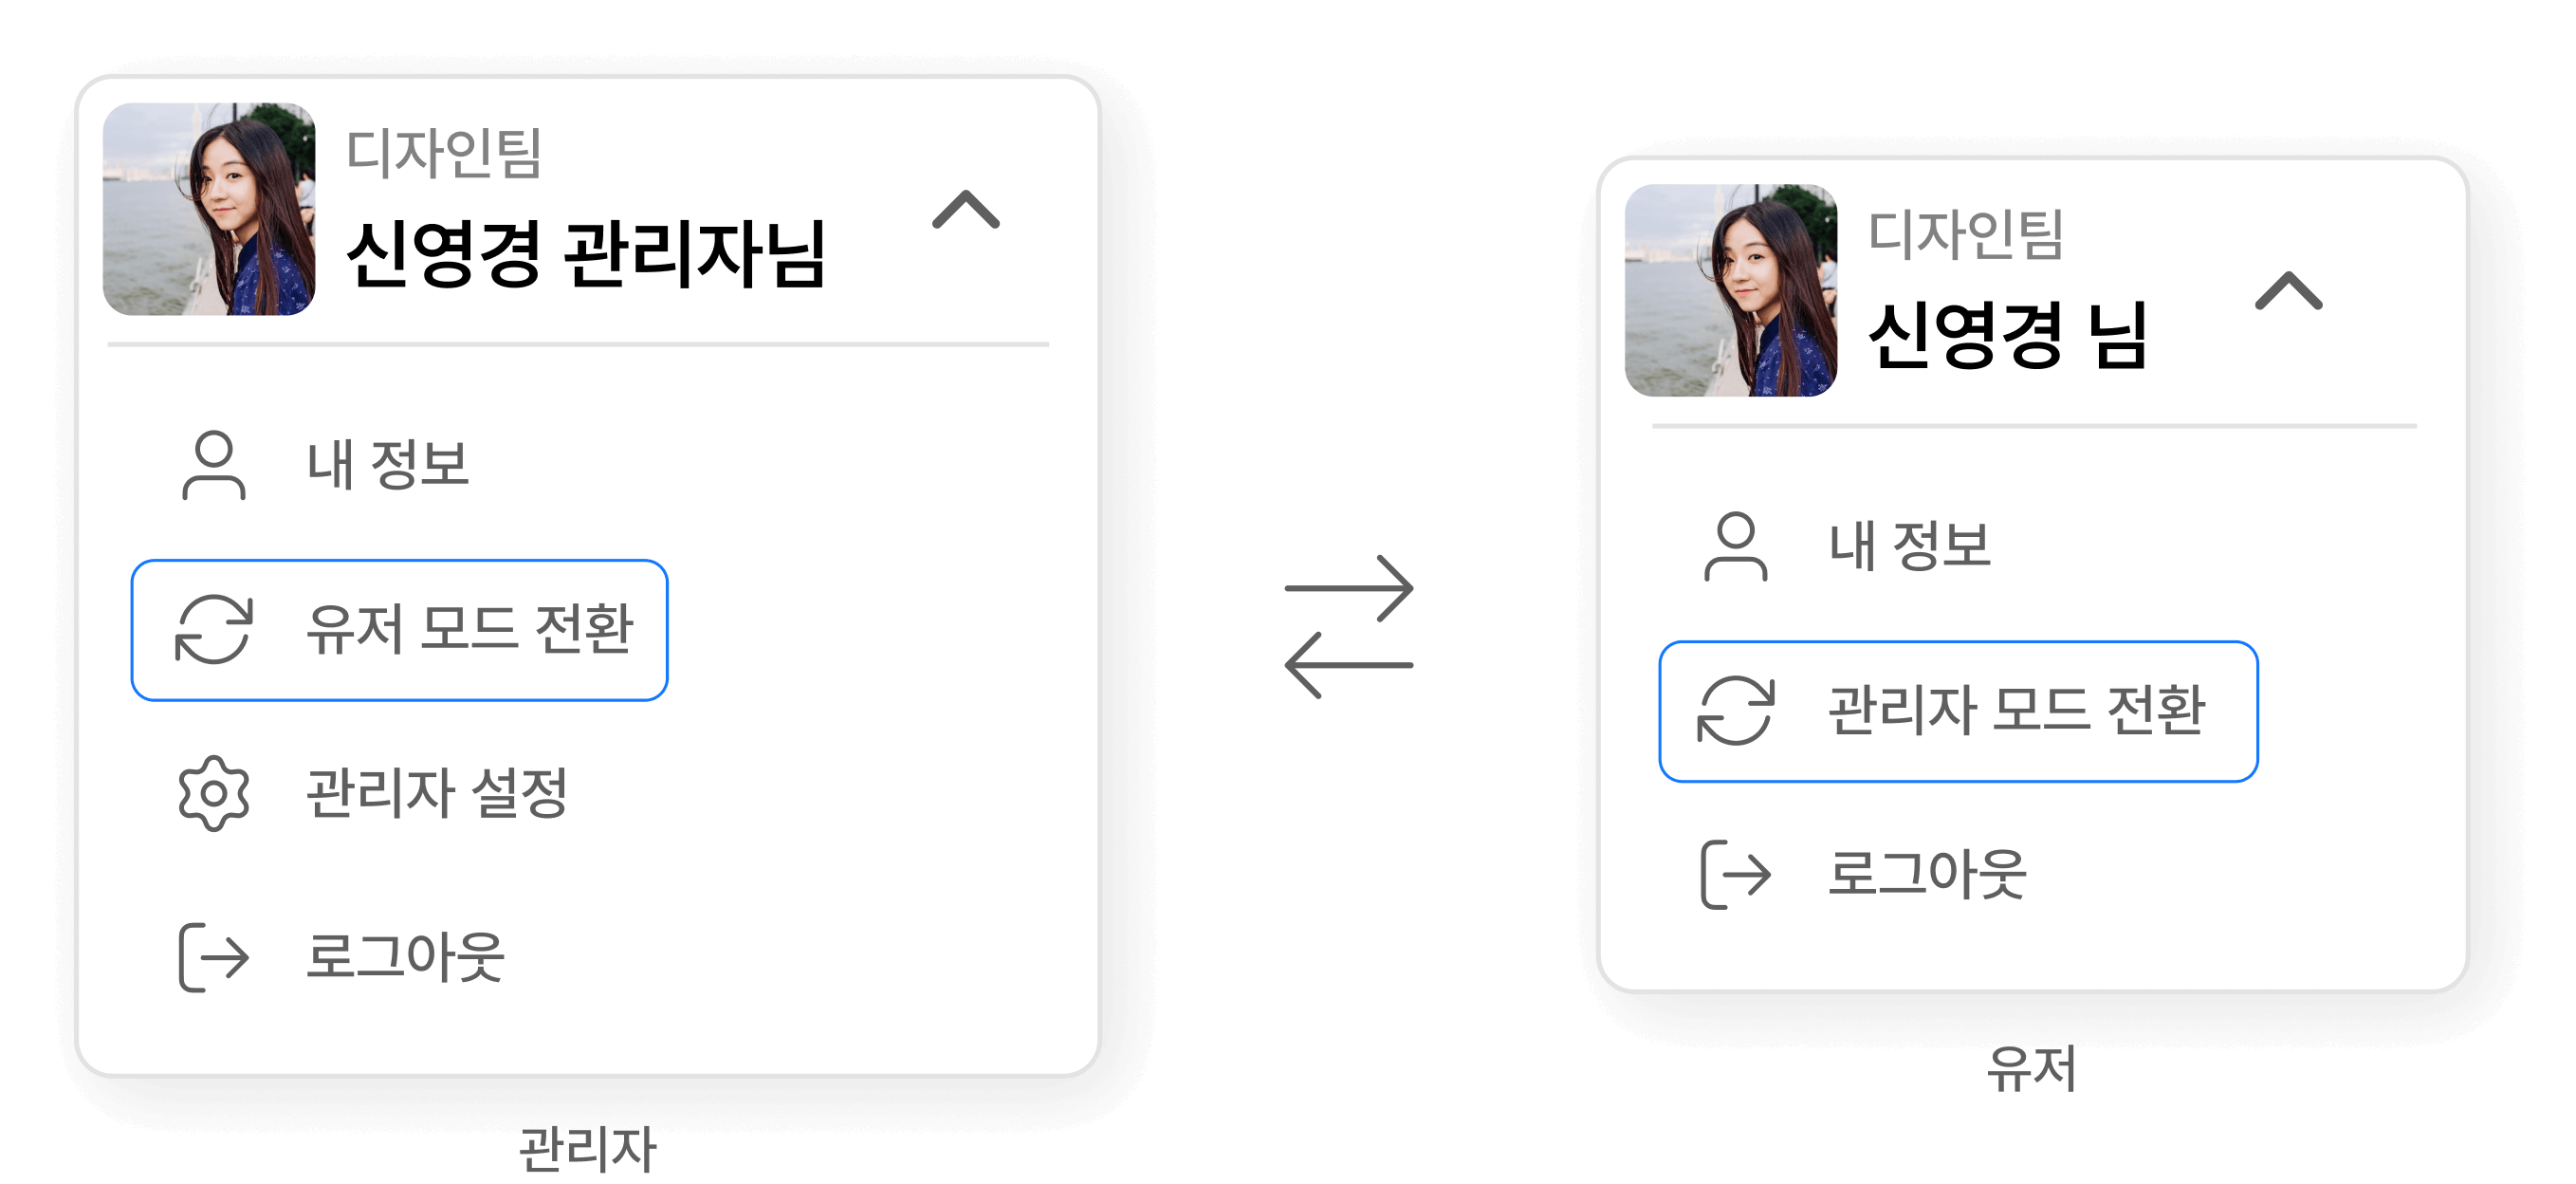 디자인팀
신영경 관리자님
내 정보
유저 모드 전환
관리자 설정
로그아웃
관리자
디자인팀
신영경 님
내 정보
관리자 모드 전환
로그아웃
유저